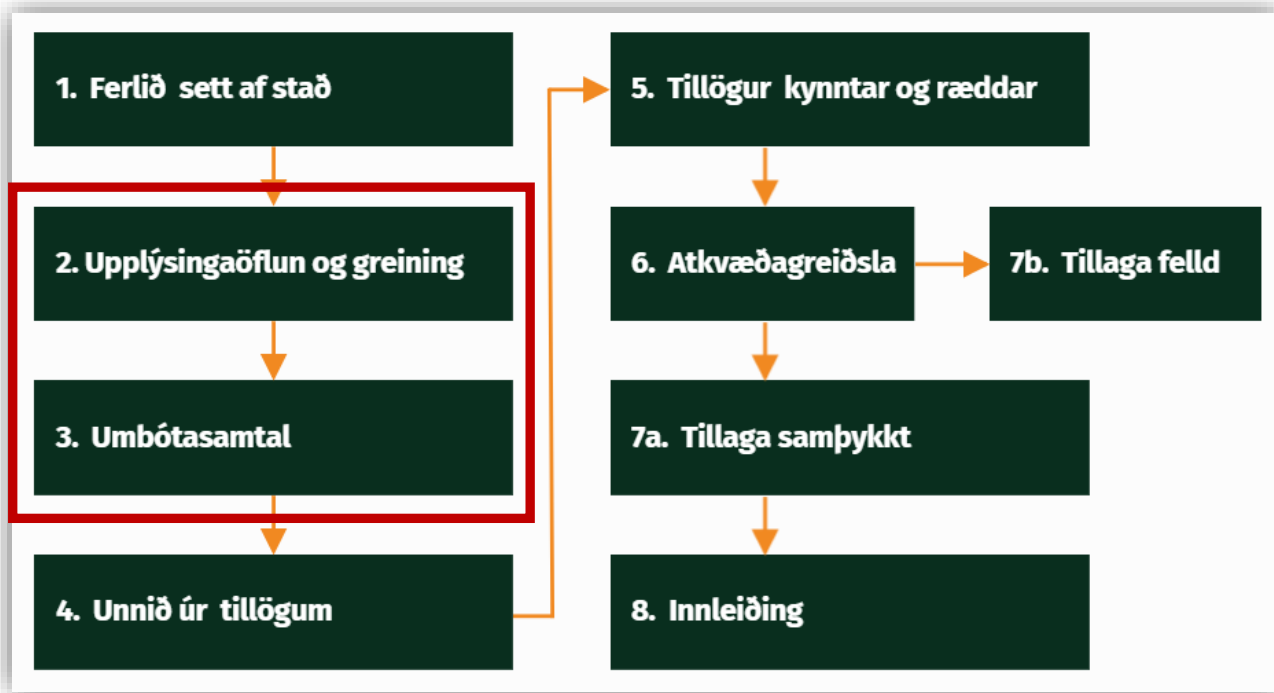 1. Ferlið sett af stað
2. Upplýsingaöflun og greining
3. Umbótasamtal
4. Unnið úr tillögum
5. Tillögur kynntar og ræddar
6. Atkvæðagreiðsla
7b. Tillaga felld
7a. Tillaga samþykkt
8. Innleiðing